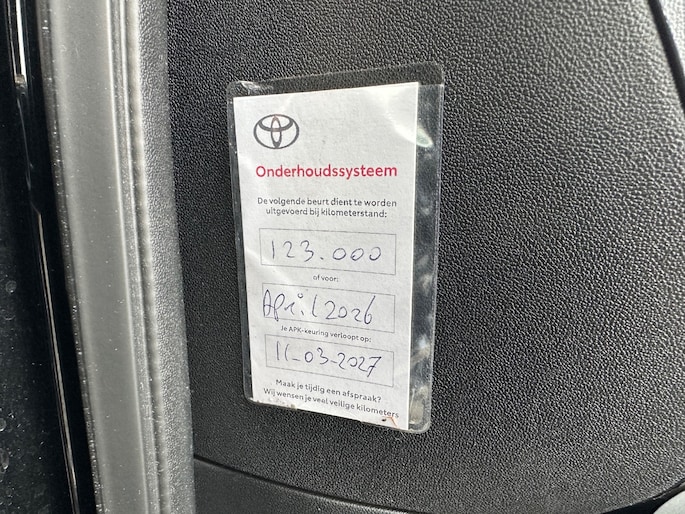 Onderhoudssysteem
De volgende beurt dient te worden
uitgevoerd bij kilometerstand:
123.000
of voor:
April 2026
Je APK-keuring verloopt op:
11-03-2027
Maak je tijdig een afspraak?
Wij wensen je veel veilige kilometers